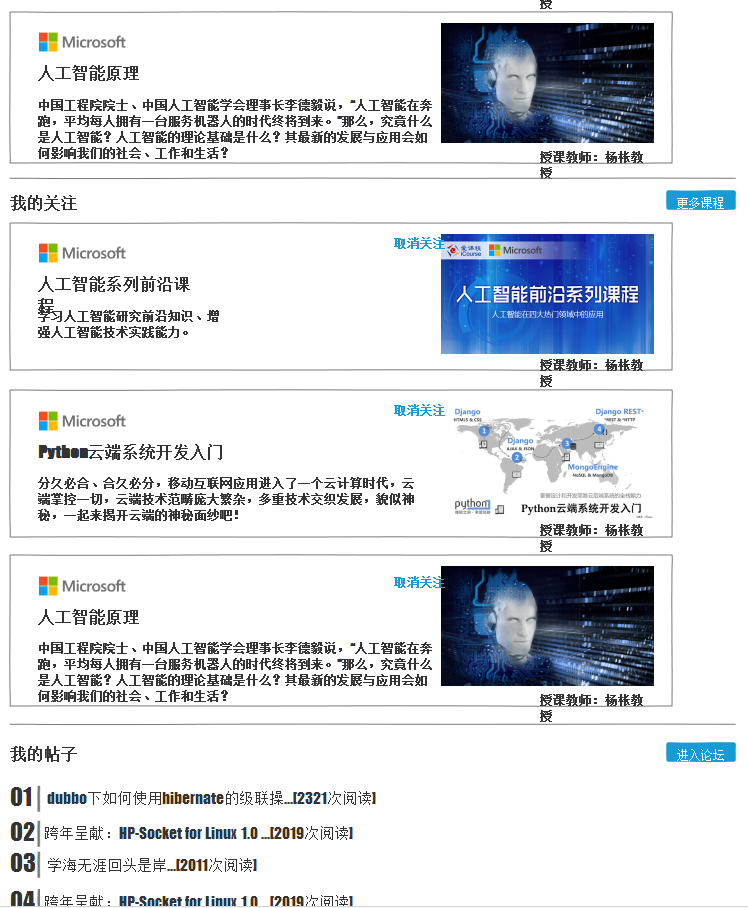 授
Microsoft
人工智能原理
中国工程院院士、中国人工智能学会理事长李德毅说，“人工智能在奔
跑，平均每人拥有一台服务机器人的时代终将到来。”那么，究竟什么
是人工智能？人工智能的理论基础是什么？其最新的发展与应用会如
何影响我们的社会、工作和生活？
授课教师：杨枨教
授
我的关注
更多课程
Microsoft
取消关注
爱课程
iCourse
Microsoft
人工智能系列前沿课
程
学习人工智能研究前沿知识、增
强人工智能技术实践能力。
人工智能前沿系列课程
人工智能在四大热门领域中的应用
授课教师：杨枨教
授
Microsoft
取消关注
Python云端系统开发入门
分久必合、合久必分，移动互联网应用进入了一个云计算时代，云
端掌控一切，云端技术范畴庞大繁杂，多重技术交织发展，貌似神
秘，一起来揭开云端的神秘面纱吧！
Django
HTML5 & CSS
1
Django
AJAX & JSON
2
3
MongoEngine
NoSQL & MongoDB
Django REST
REST & HTTP
4
python
Python云端系统开发入门
授课教师：杨枨教
授
Microsoft
取消关注
人工智能原理
中国工程院院士、中国人工智能学会理事长李德毅说，“人工智能在奔
跑，平均每人拥有一台服务机器人的时代终将到来。”那么，究竟什么
是人工智能？人工智能的理论基础是什么？其最新的发展与应用会如
何影响我们的社会、工作和生活？
授课教师：杨枨教
授
我的帖子
进入论坛
01 dubbo下如何使用hibernate的级联操...[2321次阅读]
02 跨年呈献：HP-Socket for Linux 1.0 ...[2019次阅读]
03 学海无涯回头是岸...[2011次阅读]
04 跨年呈献：HP-Socket for Linux 1.0 ...[2019次阅读]